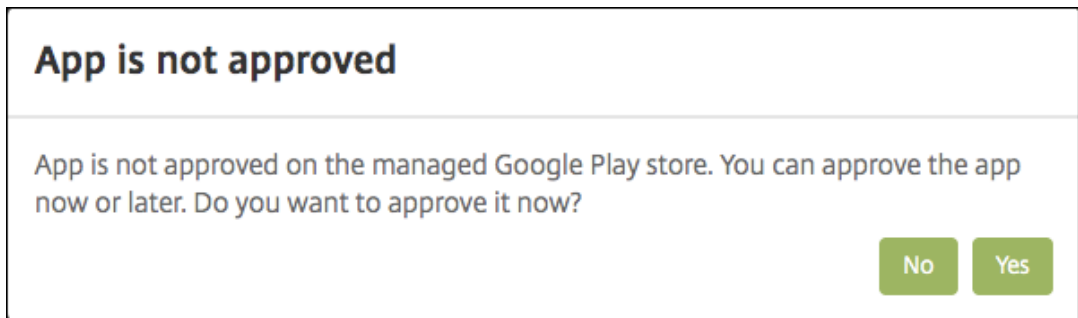 App is not approved
App is not approved on the managed Google Play store. You can approve the app
now or later. Do you want to approve it now?
No Yes